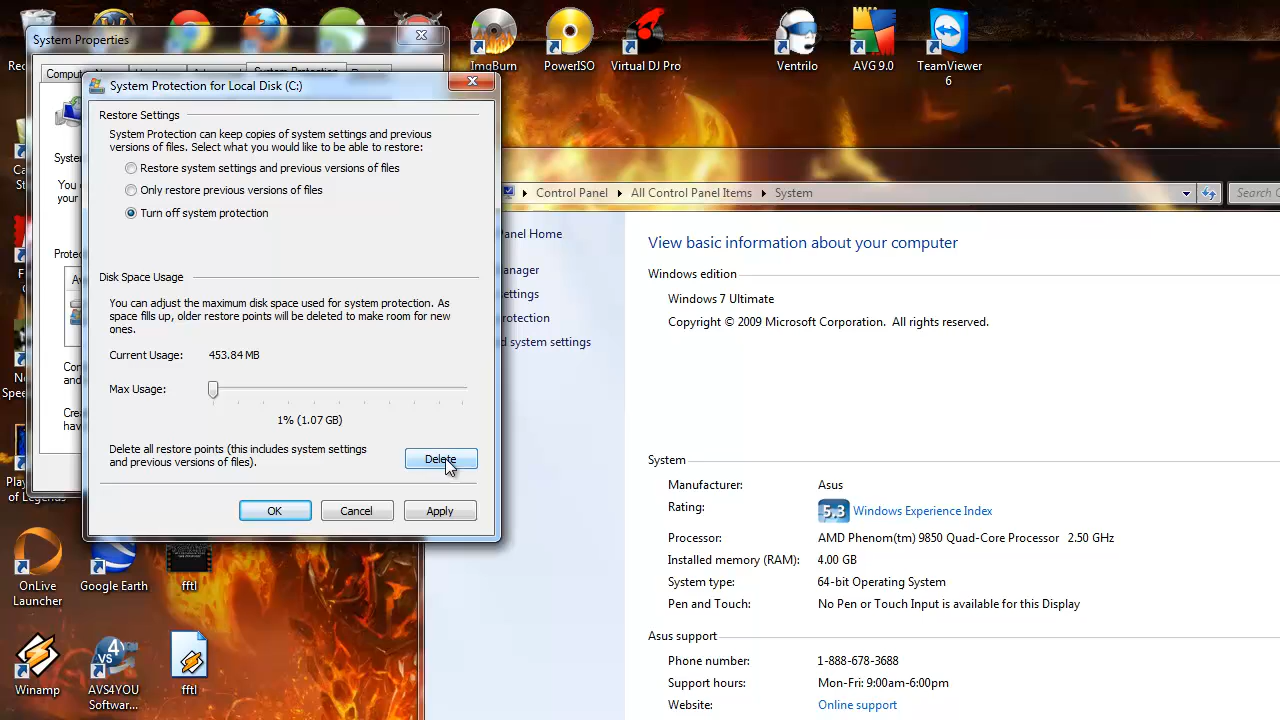 System Properties
System Protection for Local Disk (C:)
Restore Settings
System Protection can keep copies of system settings and previous
versions of files. Select what you would like to be able to restore:
Restore system settings and previous versions of files
Only restore previous versions of files
Turn off system protection
Disk Space Usage
You can adjust the maximum disk space used for system protection. As
space fills up, older restore points will be deleted to make room for new
ones.
Current Usage: 453.84 MB
Max Usage:
1% (1.07 GB)
Delete all restore points (this includes system settings
and previous versions of files).
Delete
OK Cancel Apply
ImgBurn
PowerISO
Virtual DJ Pro
Ventrilo
AVG 9.0
TeamViewer
6
Control Panel All Control Panel Items System
Search
anel Home
anager
ettings
rotection
d system settings
View basic information about your computer
Windows edition
Windows 7 Ultimate
Copyright © 2009 Microsoft Corporation. All rights reserved.
System
Manufacturer: Asus
Rating: 5.3 Windows Experience Index
Processor: AMD Phenom(tm) 9850 Quad-Core Processor 2.50 GHz
Installed memory (RAM): 4.00 GB
System type: 64-bit Operating System
Pen and Touch: No Pen or Touch Input is available for this Display
Asus support
Phone number: 1-888-678-3688
Support hours: Mon-Fri: 9:00am-6:00pm
Website: Online support
of Legends
OnLive
Launcher
Google Earth
fftl
Winamp
AVS4YOU
Softwar...
fftl